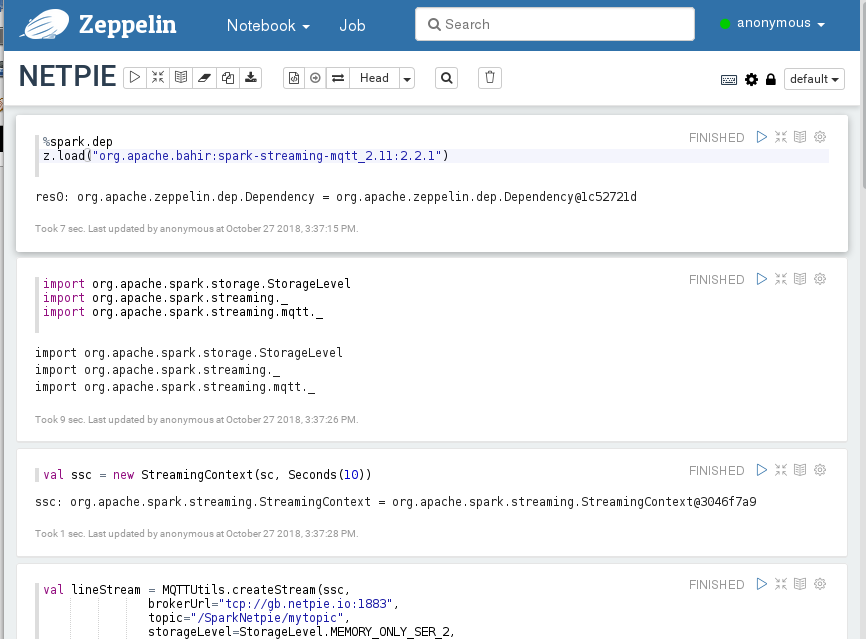 Zeppelin Notebook Job Search anonymous
NETPIE Head default
FINISHED
%spark.dep
z.load("org.apache.bahir:spark-streaming-mqtt_2.11:2.2.1")
res0: org.apache.zeppelin.dep.Dependency = org.apache.zeppelin.dep.Dependency@1c52721d
Took 7 sec. Last updated by anonymous at October 27 2018, 3:37:15 PM.
FINISHED
import org.apache.spark.storage.StorageLevel
import org.apache.spark.streaming._
import org.apache.spark.streaming.mqtt._
import org.apache.spark.storage.StorageLevel
import org.apache.spark.streaming._
import org.apache.spark.streaming.mqtt._
Took 9 sec. Last updated by anonymous at October 27 2018, 3:37:26 PM.
FINISHED
val ssc = new StreamingContext(sc, Seconds(10))
ssc: org.apache.spark.streaming.StreamingContext = org.apache.spark.streaming.StreamingContext@3046f7a9
Took 1 sec. Last updated by anonymous at October 27 2018, 3:37:28 PM.
FINISHED
val lineStream = MQTTUtils.createStream(ssc,
brokerUrl="tcp://gb.netpie.io:1883",
topic="/SparkNetpie/mytopic",
storageLevel=StorageLevel.MEMORY_ONLY_SER_2,